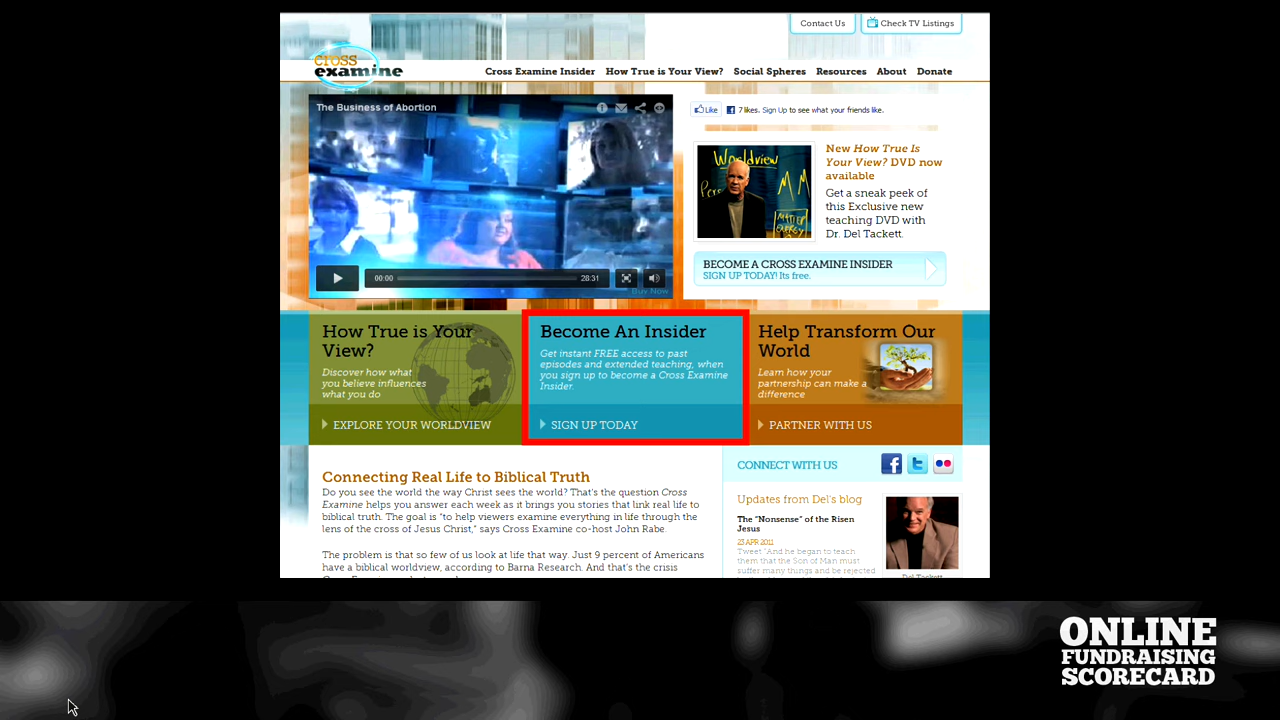 Contact Us
Check TV Listings
cross
examine
Cross Examine Insider
How True is Your View?
Social Spheres
Resources
About
Donate
The Business of Abortion
00:00
28:31
Buy Now
Like
7 likes. Sign Up to see what your friends like.
Worldview
New How True Is
Your View? DVD now
available
Get a sneak peek of
this Exclusive new
teaching DVD with
Dr. Del Tackett.
BECOME A CROSS EXAMINE INSIDER
SIGN UP TODAY! Its free.
How True is Your
View?
Discover how what
you believe influences
what you do
EXPLORE YOUR WORLDVIEW
Become An Insider
Get instant FREE access to past
episodes and extended teaching, when
you sign up to become a Cross Examine
Insider.
SIGN UP TODAY
Help Transform Our
World
Learn how your
partnership can make a
difference
PARTNER WITH US
Connecting Real Life to Biblical Truth
Do you see the world the way Christ sees the world? That's the question Cross
Examine helps you answer each week as it brings you stories that link real life to
biblical truth. The goal is "to help viewers examine everything in life through the
lens of the cross of Jesus Christ," says Cross Examine co-host John Rabe.
The problem is that so few of us look at life that way. Just 9 percent of Americans
have a biblical worldview, according to Barna Research. And that's the crisis
CONNECT WITH US
Updates from Del's blog
The "Nonsense" of the Risen
Jesus
23 APR 2011
Tweet "And he began to teach
them that the Son of Man must
suffer many things and be rejected
Del Tackett
ONLINE
FUNDRAISING
SCORECARD